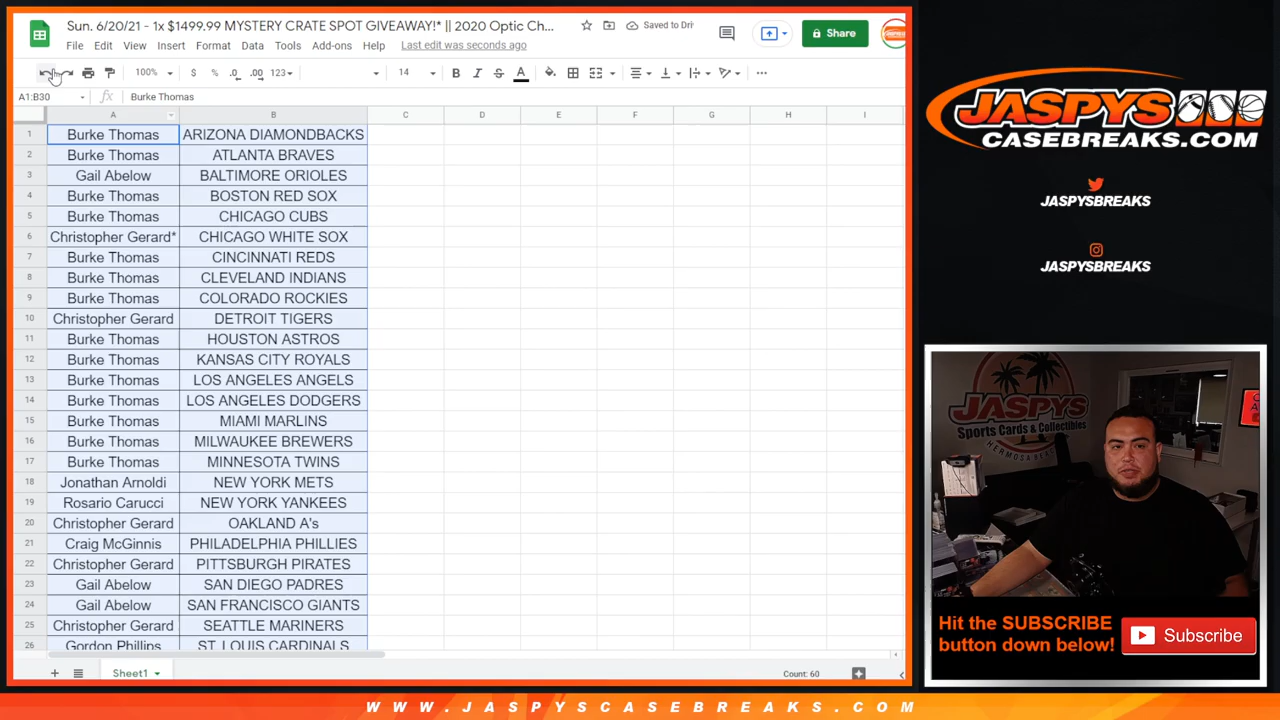 Sun. 6/20/21 - 1x $1499.99 MYSTERY CRATE SPOT GIVEAWAY!* || 2020 Optic Ch...
Saved to Dri
Share
File Edit View Insert Format Data Tools Add-ons Help Last edit was seconds ago
100% $ % .0 .00 123 14 B I S A
A1:B30 fx Burke Thomas
A B C D E F G H I
1 Burke Thomas ARIZONA DIAMONDBACKS
2 Burke Thomas ATLANTA BRAVES
3 Gail Abelow BALTIMORE ORIOLES
4 Burke Thomas BOSTON RED SOX
5 Burke Thomas CHICAGO CUBS
6 Christopher Gerard* CHICAGO WHITE SOX
7 Burke Thomas CINCINNATI REDS
8 Burke Thomas CLEVELAND INDIANS
9 Burke Thomas COLORADO ROCKIES
10 Christopher Gerard DETROIT TIGERS
11 Burke Thomas HOUSTON ASTROS
12 Burke Thomas KANSAS CITY ROYALS
13 Burke Thomas LOS ANGELES ANGELS
14 Burke Thomas LOS ANGELES DODGERS
15 Burke Thomas MIAMI MARLINS
16 Burke Thomas MILWAUKEE BREWERS
17 Burke Thomas MINNESOTA TWINS
18 Jonathan Arnoldi NEW YORK METS
19 Rosario Carucci NEW YORK YANKEES
20 Christopher Gerard OAKLAND A's
21 Craig McGinnis PHILADELPHIA PHILLIES
22 Christopher Gerard PITTSBURGH PIRATES
23 Gail Abelow SAN DIEGO PADRES
24 Gail Abelow SAN FRANCISCO GIANTS
25 Christopher Gerard SEATTLE MARINERS
26 Gordon Phillips ST. LOUIS CARDINALS
Sheet1
Count: 60
JASPYS
CASEBREAKS.COM
JASPYSBREAKS
JASPYSBREAKS
JASPYS
Sports Cards & Collectibles
HERMOSA BEA
Hit the SUBSCRIBE
button down below!
Subscribe
WWW.JASPYSCASEBREAKS.COM